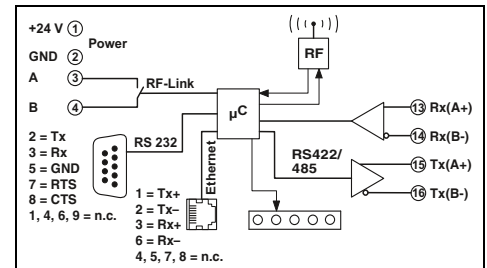 +24 V 1
Power
GND 2
A 3
RF-Link
B 4
RF
µC
13 Rx(A+)
14 Rx(B-)
RS422/
485
15 Tx(A+)
16 Tx(B-)
RS 232
2 = Tx
3 = Rx
5 = GND
7 = RTS
8 = CTS
1, 4, 6, 9 = n.c.
Ethernet
1 = Tx+
2 = Tx–
3 = Rx+
6 = Rx–
4, 5, 7, 8 = n.c.